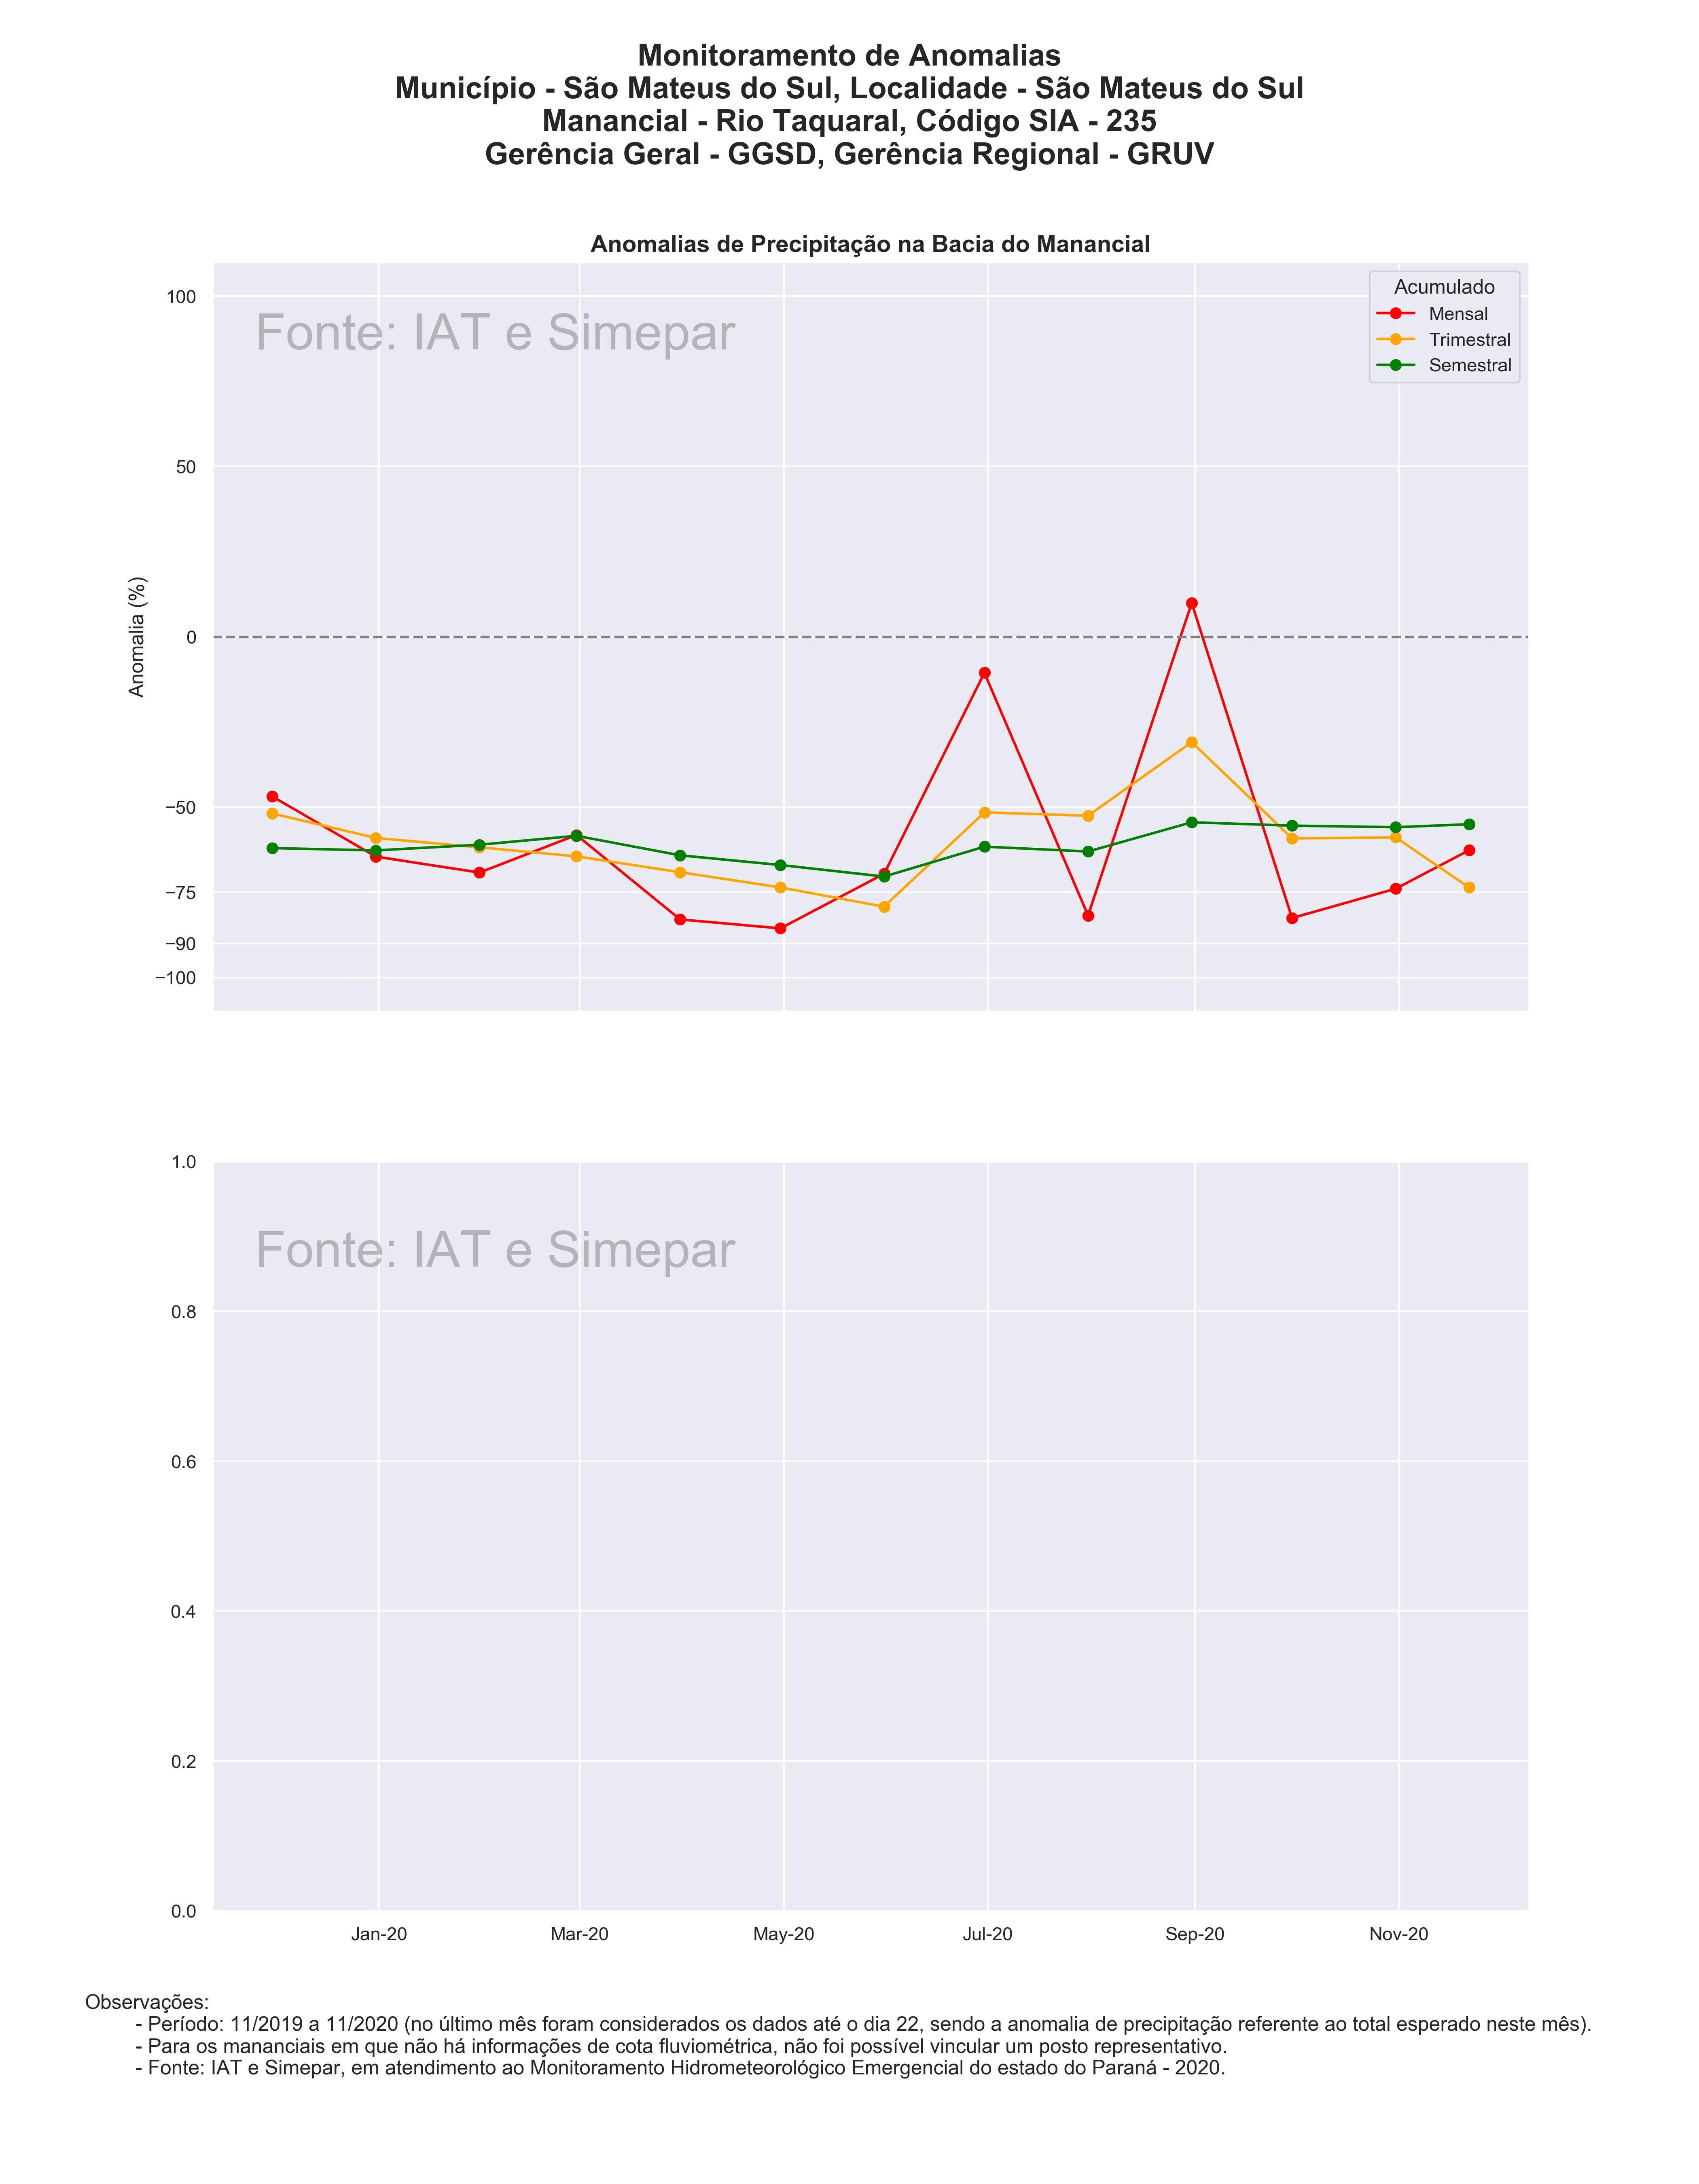 Monitoramento de Anomalias
Município - São Mateus do Sul, Localidade - São Mateus do Sul
Manancial - Rio Taquaral, Código SIA - 235
Gerência Geral - GGSD, Gerência Regional - GRUV
Anomalias de Precipitação na Bacia do Manancial
Fonte: IAT e Simepar
Acumulado
Mensal
Trimestral
Semestral
Anomalia (%)
100
50
0
−50
−75
−90
−100
Fonte: IAT e Simepar
1.0
0.8
0.6
0.4
0.2
0.0
Jan-20 Mar-20 May-20 Jul-20 Sep-20 Nov-20
Observações:
- Período: 11/2019 a 11/2020 (no último mês foram considerados os dados até o dia 22, sendo a anomalia de precipitação referente ao total esperado neste mês).
- Para os mananciais em que não há informações de cota fluviométrica, não foi possível vincular um posto representativo.
- Fonte: IAT e Simepar, em atendimento ao Monitoramento Hidrometeorológico Emergencial do estado do Paraná - 2020.